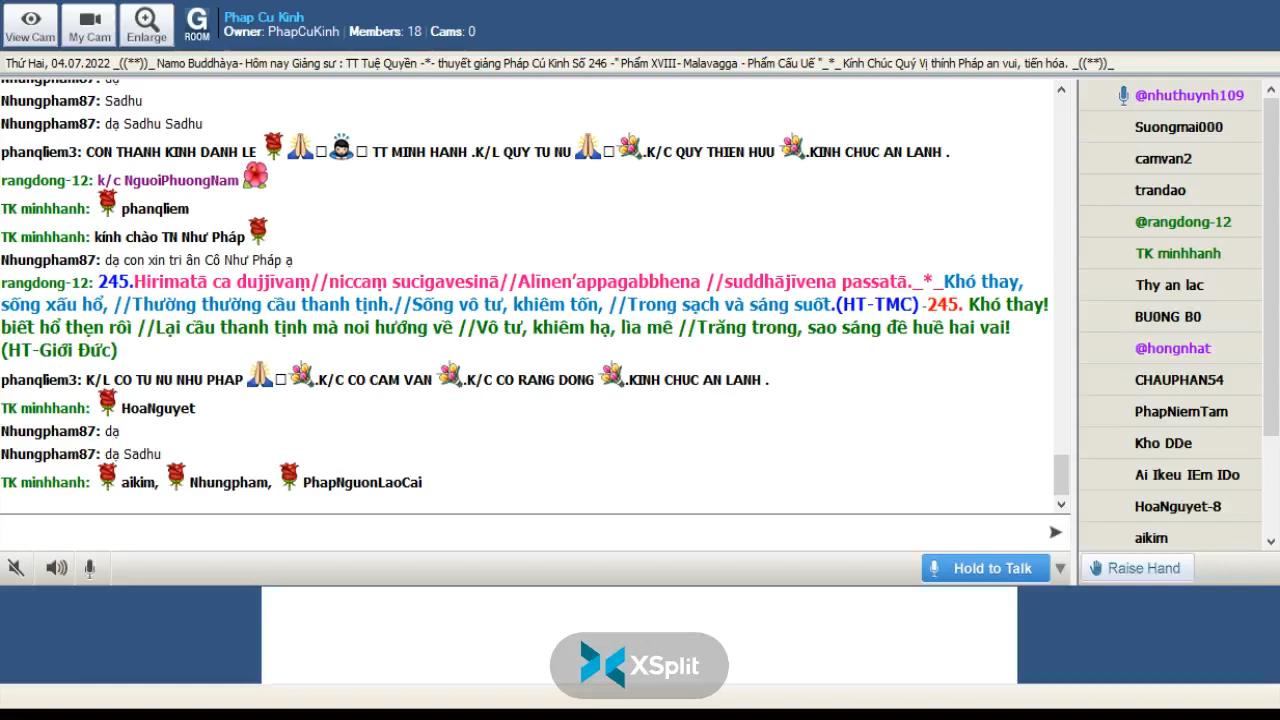 View Cam
My Cam
Enlarge
G
ROOM
Phap Cu Kinh
Owner: PhapCuKinh | Members: 18 | Cams: 0
Thứ Hai, 04.07.2022 _((**))_ Namo Buddhàya- Hôm nay Giảng sư : TT Tuệ Quyền -*- thuyết giảng Pháp Cú Kinh Số 246 -" Phẩm XVIII- Malavagga - Phẩm Cấu Uế "_*_ Kính Chúc Quý Vị thính Pháp an vui, tiến hóa. _((**))_
Nhungpham87: dạ
Nhungpham87: Sadhu
Nhungpham87: dạ Sadhu Sadhu
phanqliem3: CON THANH KINH DANH LE TT MINH HANH .K/L QUY TU NU .K/C QUY THIEN HUU .KINH CHUC AN LANH .
rangdong-12: k/c NguoiPhuongNam
TK minhhanh: phanqliem
TK minhhanh: kính chào TN Như Pháp
Nhungpham87: dạ con xin tri ân Cô Như Pháp ạ
rangdong-12: 245.Hirimatā ca dujjīvaṃ//niccaṃ sucigavesinā//Alīnen’appagabbhena //suddhājīvena passatā._*_Khó thay,
sống xấu hổ, //Thường thường cầu thanh tịnh.//Sống vô tư, khiêm tốn, //Trong sạch và sáng suốt.(HT-TMC) -245. Khó thay!
biết hổ thẹn rồi //Lại cầu thanh tịnh mà noi hướng về //Vô tư, khiêm hạ, lìa mê //Trăng trong, sao sáng đề huề hai vai!
(HT-Giới Đức)
phanqliem3: K/L CO TU NU NHU PHAP .K/C CO CAM VAN .K/C CO RANG DONG .KINH CHUC AN LANH .
TK minhhanh: HoaNguyet
Nhungpham87: dạ
Nhungpham87: dạ Sadhu
TK minhhanh: aikim, Nhungpham, PhapNguonLaoCai
@nhuthuynh109
Suongmai000
camvan2
trandao
@rangdong-12
TK minhhanh
Thy an lac
BU0NG B0
@hongnhat
CHAUPHAN54
PhapNiemTam
Kho DDe
Ai Ikeu IEm IDo
HoaNguyet-8
aikim
Hold to Talk
Raise Hand
XSplit